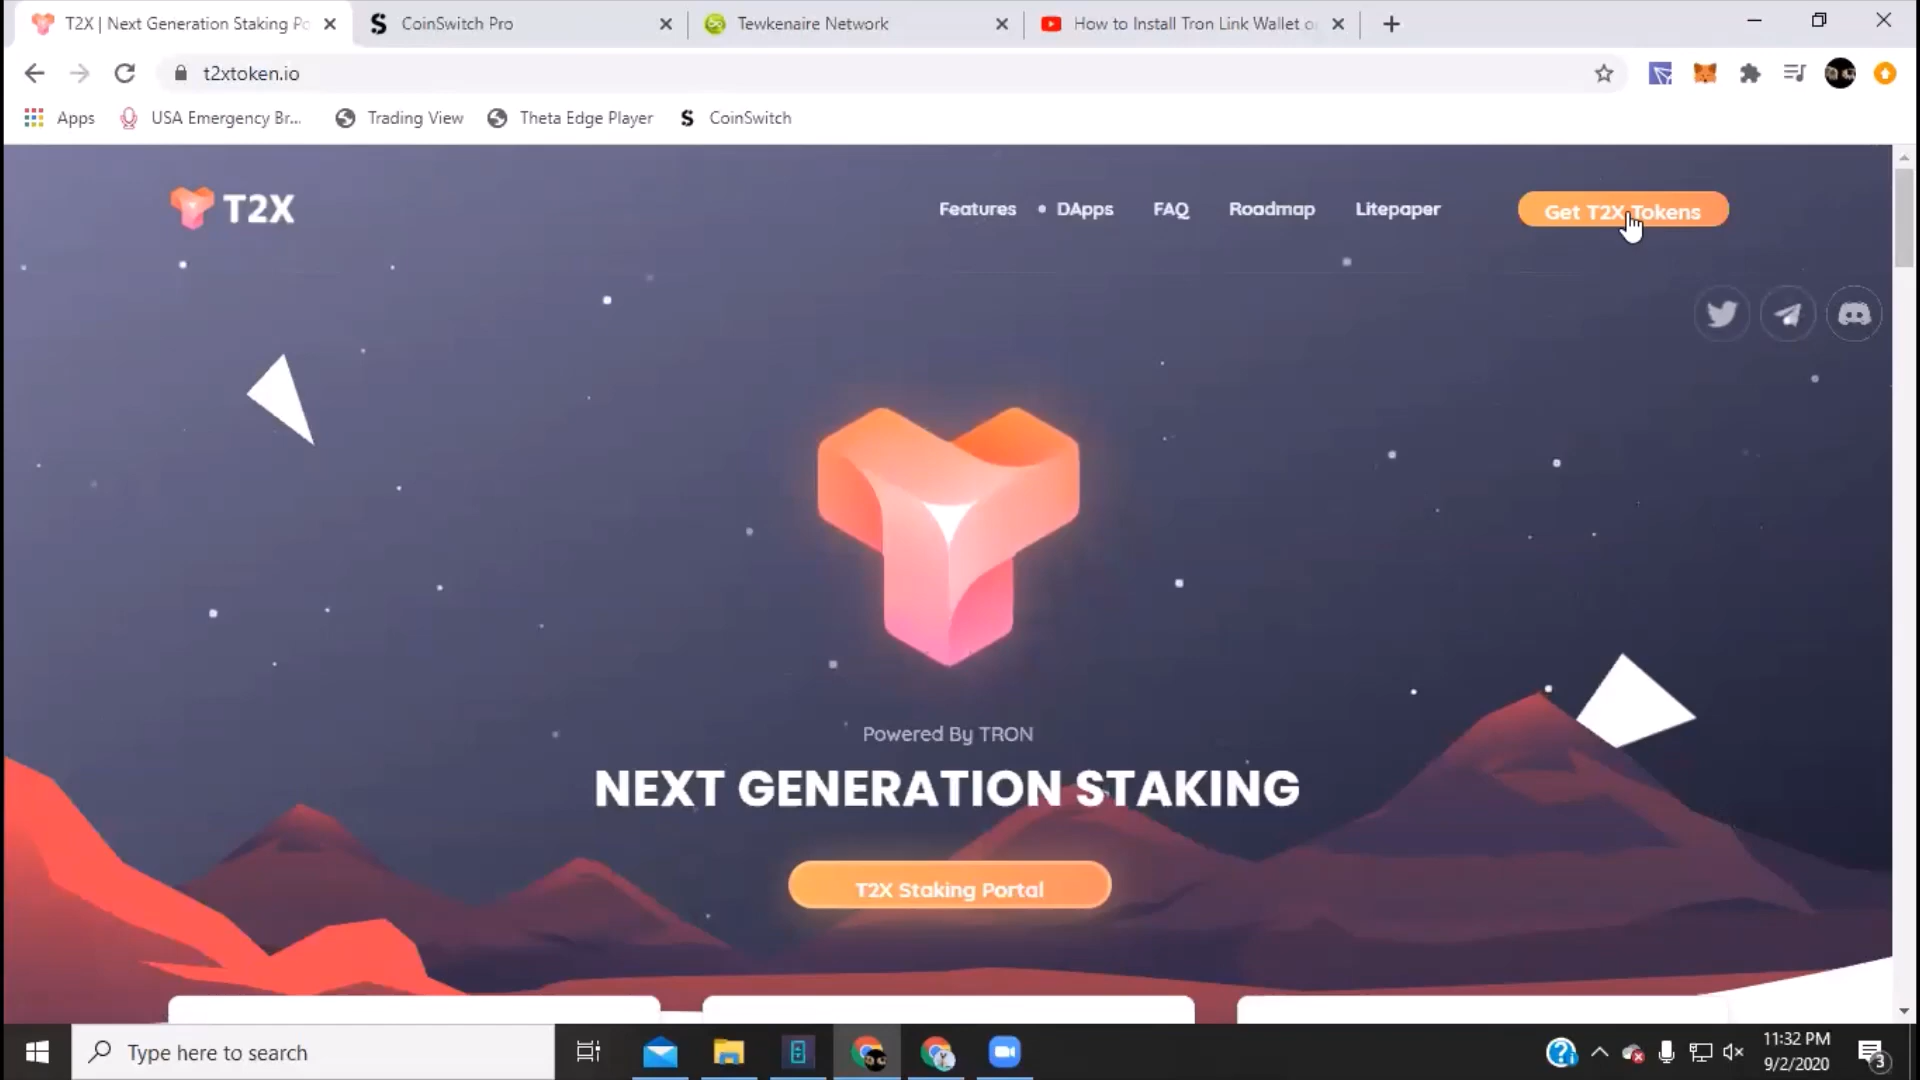 T2X | Next Generation Staking Po
CoinSwitch Pro
Tewkenaire Network
How to Install Tron Link Wallet o
t2xtoken.io
Apps
USA Emergency Br...
Trading View
Theta Edge Player
CoinSwitch
T2X
Features
DApps
FAQ
Roadmap
Litepaper
Get T2X Tokens
Powered By TRON
NEXT GENERATION STAKING
T2X Staking Portal
Type here to search
11:32 PM
9/2/2020
3